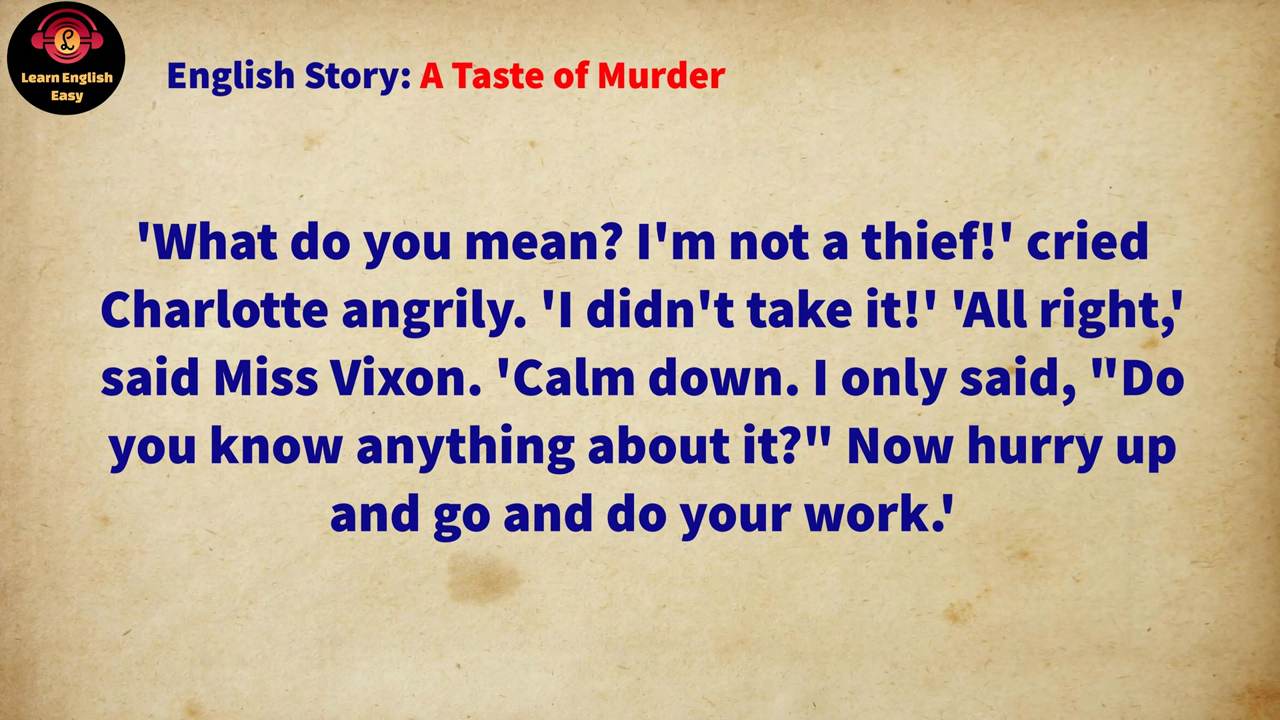 Learn English
Easy
English Story: A Taste of Murder
'What do you mean? I'm not a thief!' cried
Charlotte angrily. 'I didn't take it!' 'All right,'
said Miss Vixon. 'Calm down. I only said, "Do
you know anything about it?" Now hurry up
and go and do your work.'